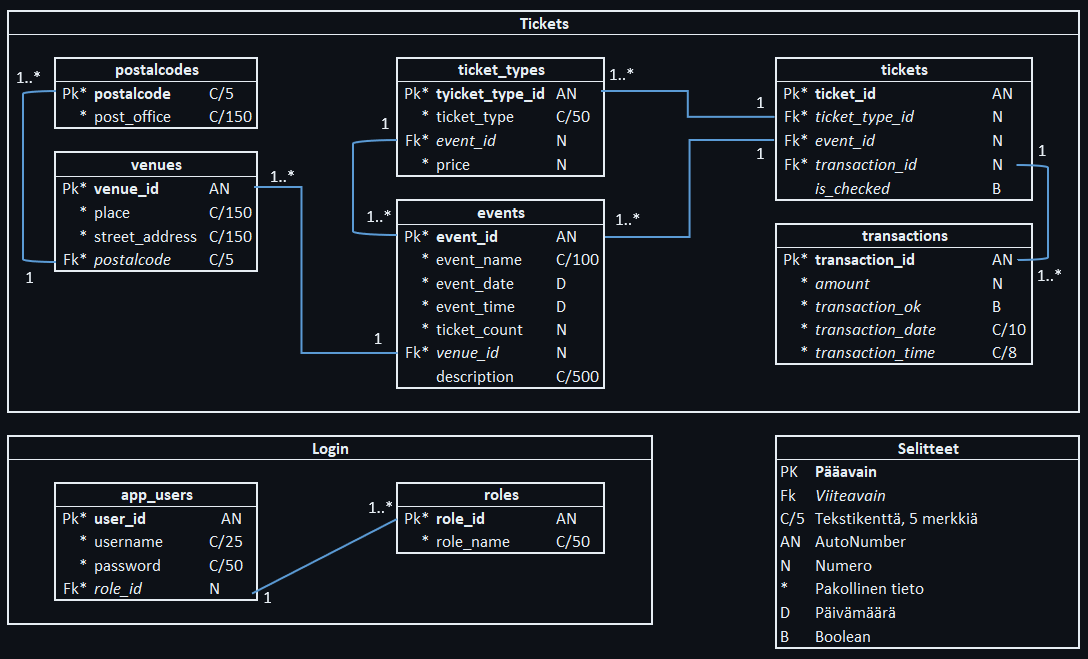 Tickets
postalcodes
Pk* postalcode C/5
* post_office C/150
1..*
venues
Pk* venue_id AN
* place C/150
* street_address C/150
Fk* postalcode C/5
1
1..*
ticket_types
Pk* tyicket_type_id AN
* ticket_type C/50
Fk* event_id N
* price N
1..*
1
events
Pk* event_id AN
* event_name C/100
* event_date D
* event_time D
* ticket_count N
Fk* venue_id N
description C/500
1..*
1..*
1
tickets
Pk* ticket_id AN
Fk* ticket_type_id N
Fk* event_id N
Fk* transaction_id N
is_checked B
1
1
1
transactions
Pk* transaction_id AN
* amount N
* transaction_ok B
* transaction_date C/10
* transaction_time C/8
1..*
Login
app_users
Pk* user_id AN
* username C/25
* password C/50
Fk* role_id N
1
1..*
roles
Pk* role_id AN
* role_name C/50
Selitteet
PK Pääavain
Fk Viiteavain
C/5 Tekstikenttä, 5 merkkiä
AN AutoNumber
N Numero
* Pakollinen tieto
D Päivämäärä
B Boolean